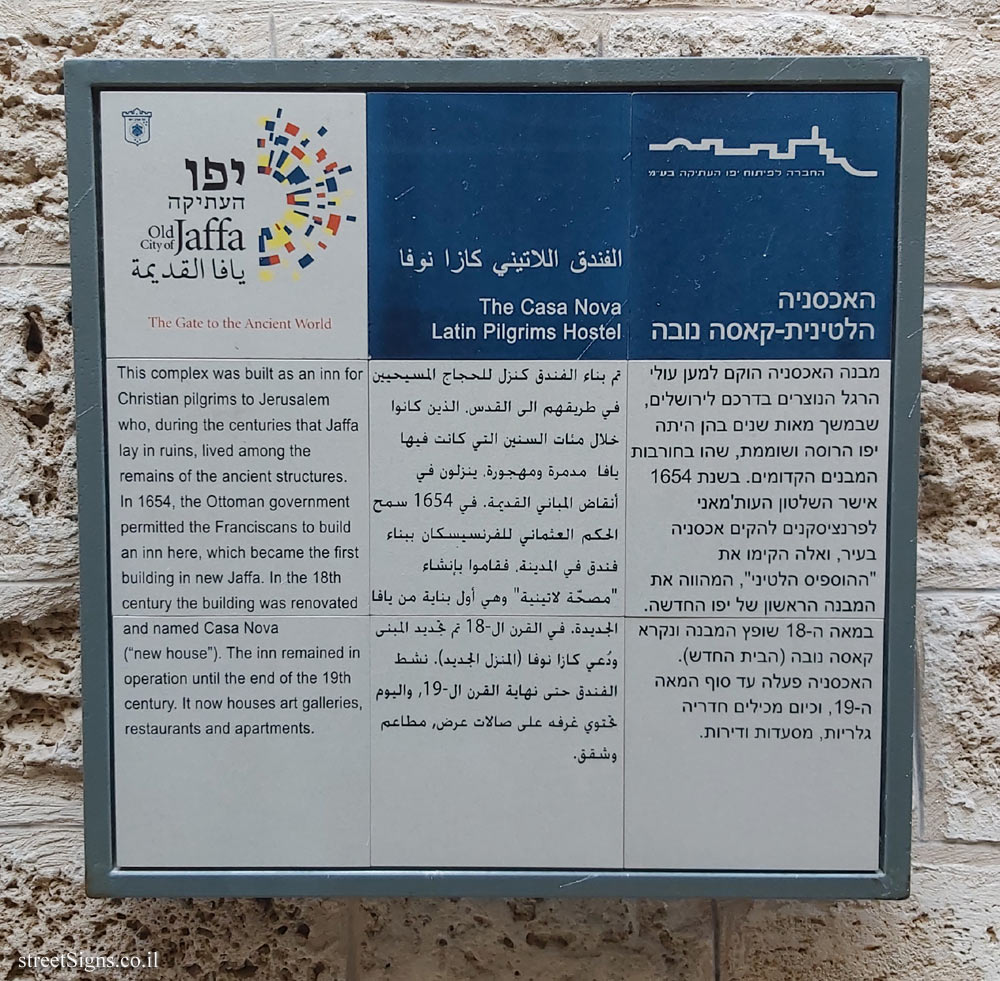 יפו
העתיקה
Old
City of Jaffa
يافا القديمة
The Gate to the Ancient World
This complex was built as an inn for
Christian pilgrims to Jerusalem
who, during the centuries that Jaffa
lay in ruins, lived among the
remains of the ancient structures.
In 1654, the Ottoman government
permitted the Franciscans to build
an inn here, which became the first
building in new Jaffa. In the 18th
century the building was renovated
and named Casa Nova
(“new house”). The inn remained in
operation until the end of the 19th
century. It now houses art galleries,
restaurants and apartments.
الفندق اللاتيني كازا نوفا
The Casa Nova
Latin Pilgrims Hostel
تم بناء الفندق كنزل للحجاج المسيحيين
في طريقهم الى القدس. الذين كانوا
خلال مئات السنين التي كانت فيها
يافا مدمرة ومهجورة، ينزلون في
أنقاض المباني القديمة. في 1654 سمح
الحكم العثماني للفرنسيسكان ببناء
فندق في المدينة، فقاموا بإنشاء
"مصحّة لاتينية" وهي أول بناية من يافا
الجديدة. في القرن ال-18 تم تجديد المبنى
ودُعي كازا نوفا (المنزل الجديد). نشط
الفندق حتى نهاية القرن ال-19, واليوم
تحتوي غرفه على صالات عرض, مطاعم
وشقق.
החברה לפיתוח יפו העתיקה בע״מ
האכסניה
הלטינית-קאסה נובה
מבנה האכסניה הוקם למען עולי
הרגל הנוצרים בדרכם לירושלים,
שבמשך מאות שנים בהן היתה
יפו הרוסה ושוממת, שהו בחורבות
המבנים הקדומים. בשנת 1654
אישר השלטון העות'מאני
לפרנציסקנים להקים אכסניה
בעיר, ואלה הקימו את
"ההוספיס הלטיני", המהווה את
המבנה הראשון של יפו החדשה.
במאה ה-18 שופץ המבנה ונקרא
קאסה נובה (הבית החדש).
האכסניה פעלה עד סוף המאה
ה-19, וכיום מכילים חדריה
גלריות, מסעדות ודירות.
streetSigns.co.il